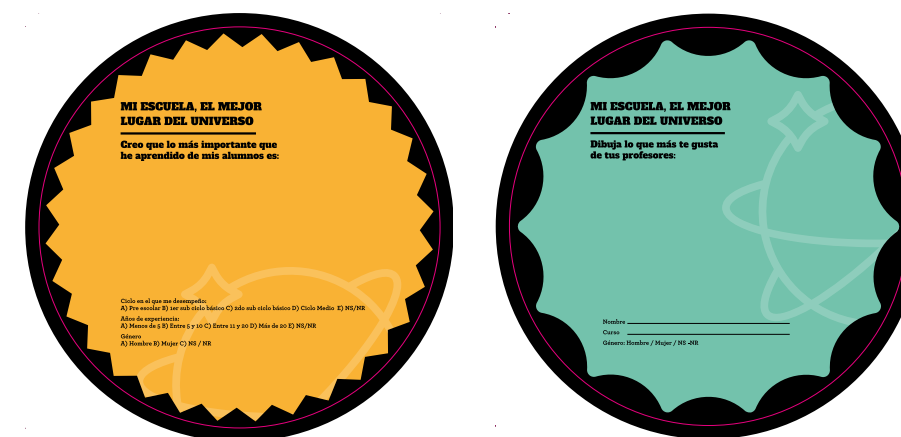 MI ESCUELA, EL MEJOR
LUGAR DEL UNIVERSO
Creo que lo más importante que
he aprendido de mis alumnos es:
Ciclo en el que me desempeño:
A) Pre escolar B) 1er sub ciclo básico C) 2do sub ciclo básico D) Ciclo Medio E) NS/NR
Años de experiencia:
A) Menos de 5 B) Entre 5 y 10 C) Entre 11 y 20 D) Más de 20 E) NS/NR
Género
A) Hombre B) Mujer C) NS / NR
MI ESCUELA, EL MEJOR
LUGAR DEL UNIVERSO
Dibuja lo que más te gusta
de tus profesores:
Nombre
Curso
Género: Hombre / Mujer / NS -NR